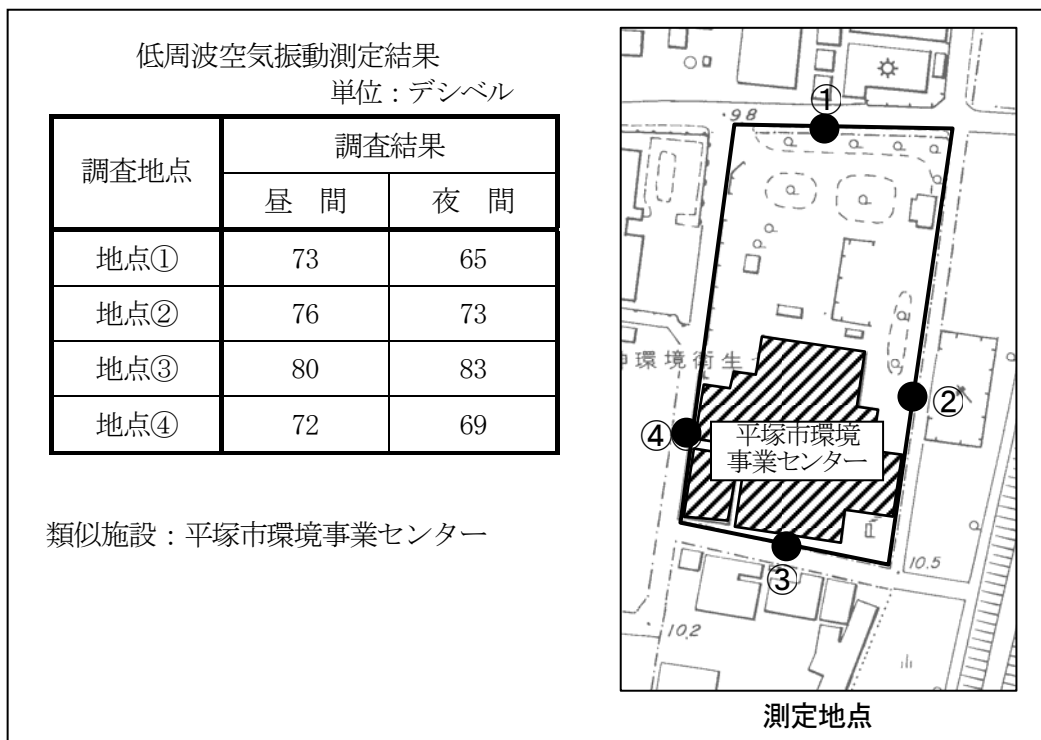 低周波空気振動測定結果
単位：デシベル
調査地点
調査結果
昼　間
夜　間
地点①
73
65
地点②
76
73
地点③
80
83
地点④
72
69
類似施設：平塚市環境事業センター
①
・98
環境衛生
②
④
平塚市環境
事業センター
③
10.5
10.2
測定地点